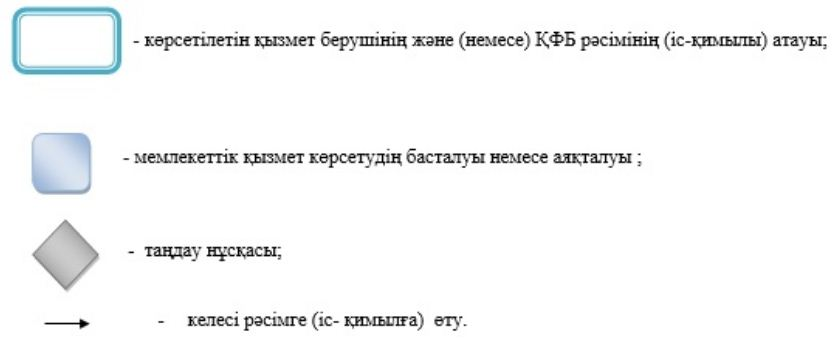 - көрсетілетін қызмет берушінің және (немесе) ҚФБ рәсімінің (іс-қимылы) атауы;
- мемлекеттік қызмет көрсетудің басталуы немесе аяқталуы ;
- таңдау нұсқасы;
- келесі рәсімге (іс- қимылға) өту.